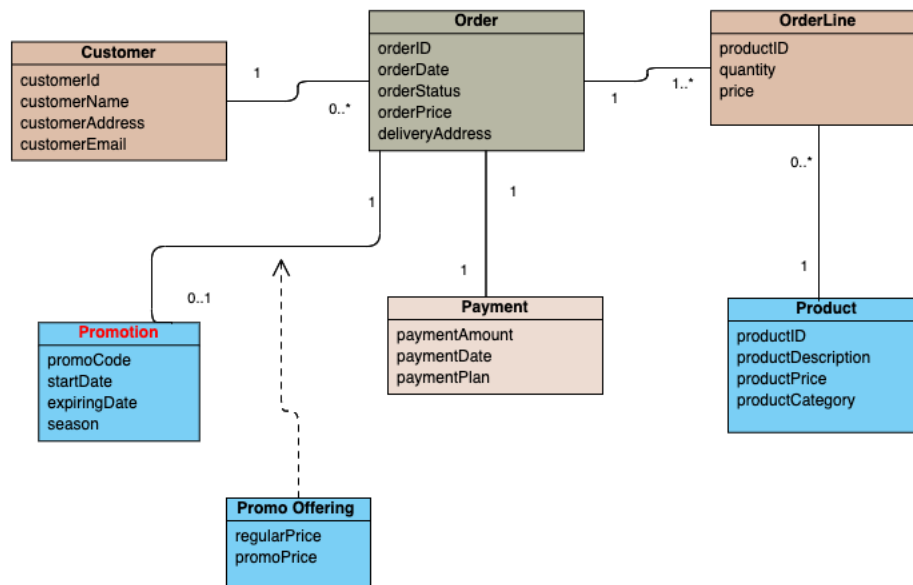 Customer
customerId
customerName
customerAddress
customerEmail
1
0..*
Order
orderID
orderDate
orderStatus
orderPrice
deliveryAddress
1
1..*
OrderLine
productID
quantity
price
0..*
1
1
0..1
1
1
Promotion
promoCode
startDate
expiringDate
season
Payment
paymentAmount
paymentDate
paymentPlan
Product
productID
productDescription
productPrice
productCategory
Promo Offering
regularPrice
promoPrice